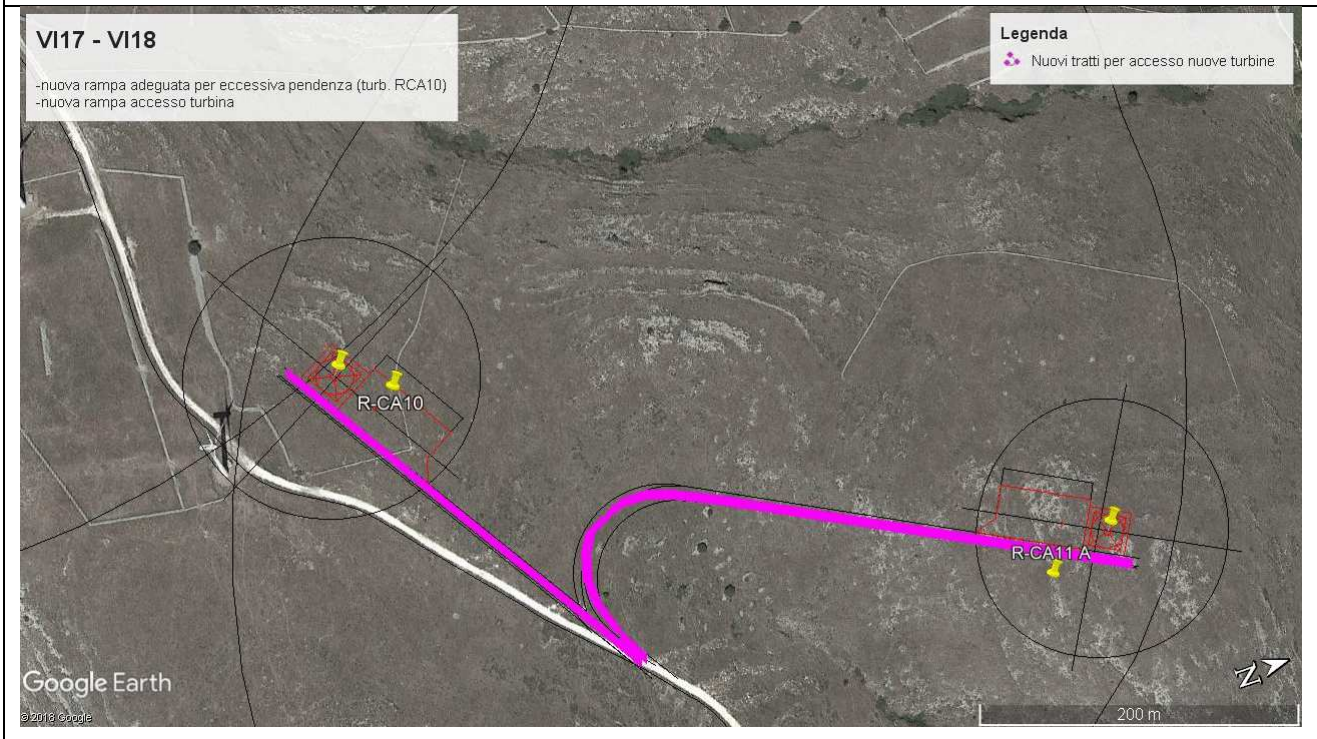 VI17 - VI18
-nuova rampa adeguata per eccessiva pendenza (turb. RCA10)
-nuova rampa accesso turbina
Legenda
Nuovi tratti per accesso nuove turbine
R-CA10
R-CA11 A
Google Earth
© 2018 Google
N
200 m